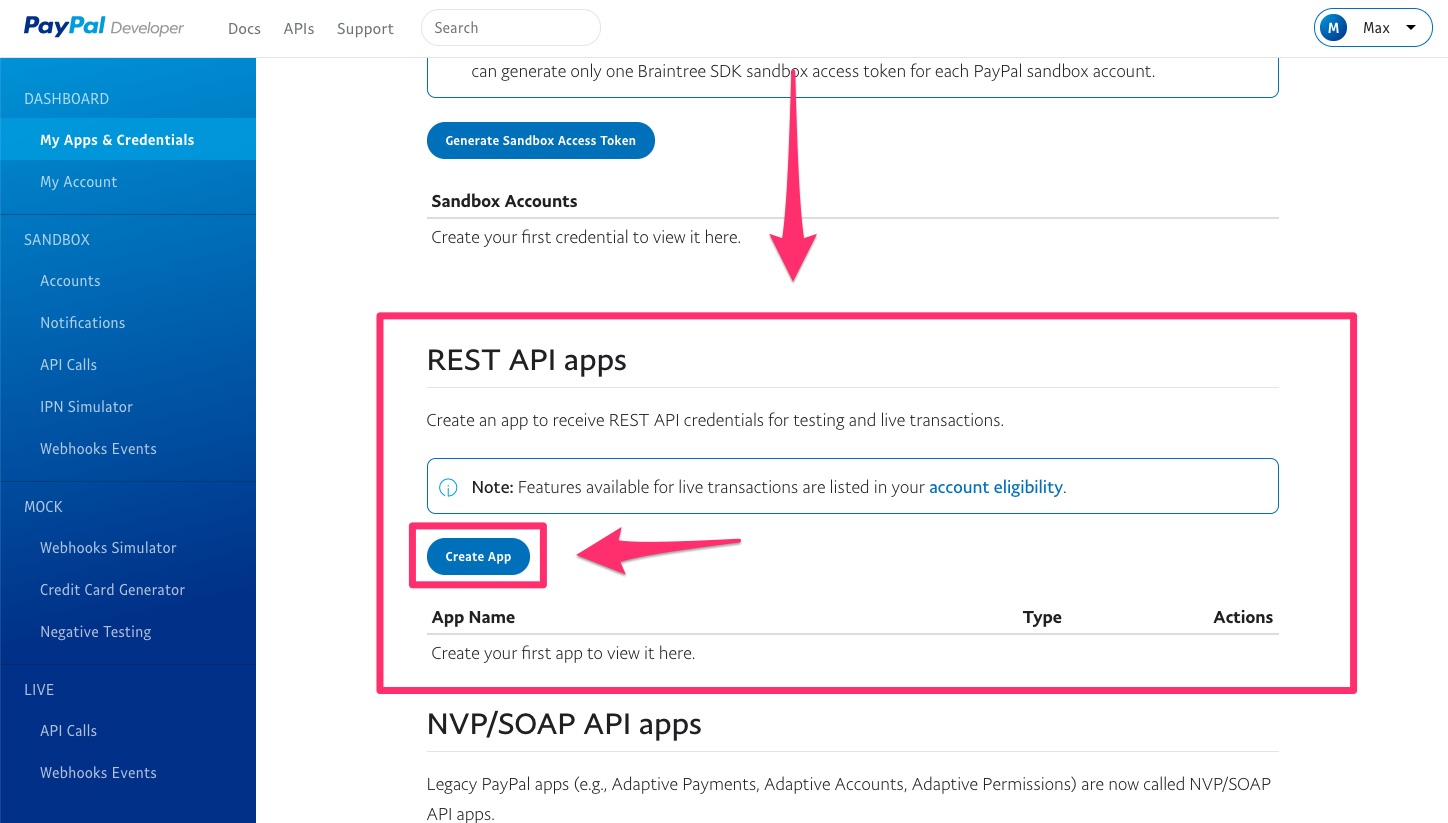 PayPal Developer
Docs APIs Support Search
M Max
DASHBOARD
My Apps & Credentials
My Account
SANDBOX
Accounts
Notifications
API Calls
IPN Simulator
Webhooks Events
MOCK
Webhooks Simulator
Credit Card Generator
Negative Testing
LIVE
API Calls
Webhooks Events
can generate only one Braintree SDK sandbox access token for each PayPal sandbox account.
Generate Sandbox Access Token
Sandbox Accounts
Create your first credential to view it here.
REST API apps
Create an app to receive REST API credentials for testing and live transactions.
Note: Features available for live transactions are listed in your account eligibility.
Create App
App Name Type Actions
Create your first app to view it here.
NVP/SOAP API apps
Legacy PayPal apps (e.g., Adaptive Payments, Adaptive Accounts, Adaptive Permissions) are now called NVP/SOAP
API apps.